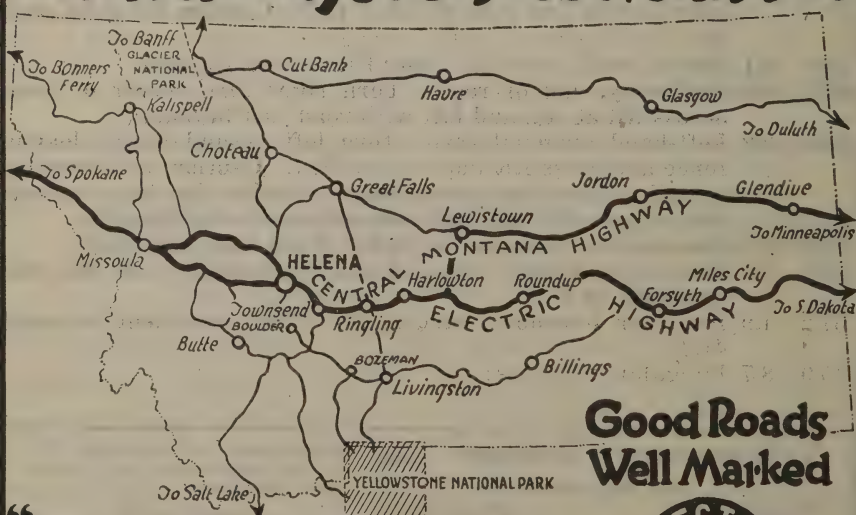 To Banff
GLACIER
NATIONAL
PARK
To Bonners
Ferry
Cut Bank
Havre
Glasgow
Kalispell
To Duluth
Choteau
To Spokane
Great Falls
Jordon
Glendive
Lewistown
To Minneapolis
Missoula
HELENA
CENTRAL MONTANA HIGHWAY
Harlowton
Roundup
Miles City
Forsyth
Townsend
BOULDER
Ringling
ELECTRIC HIGHWAY
To S. Dakota
Butte
BOZEMAN
Livingston
Billings
Good Roads
Well Marked
YELLOWSTONE NATIONAL PARK
To Salt Lake